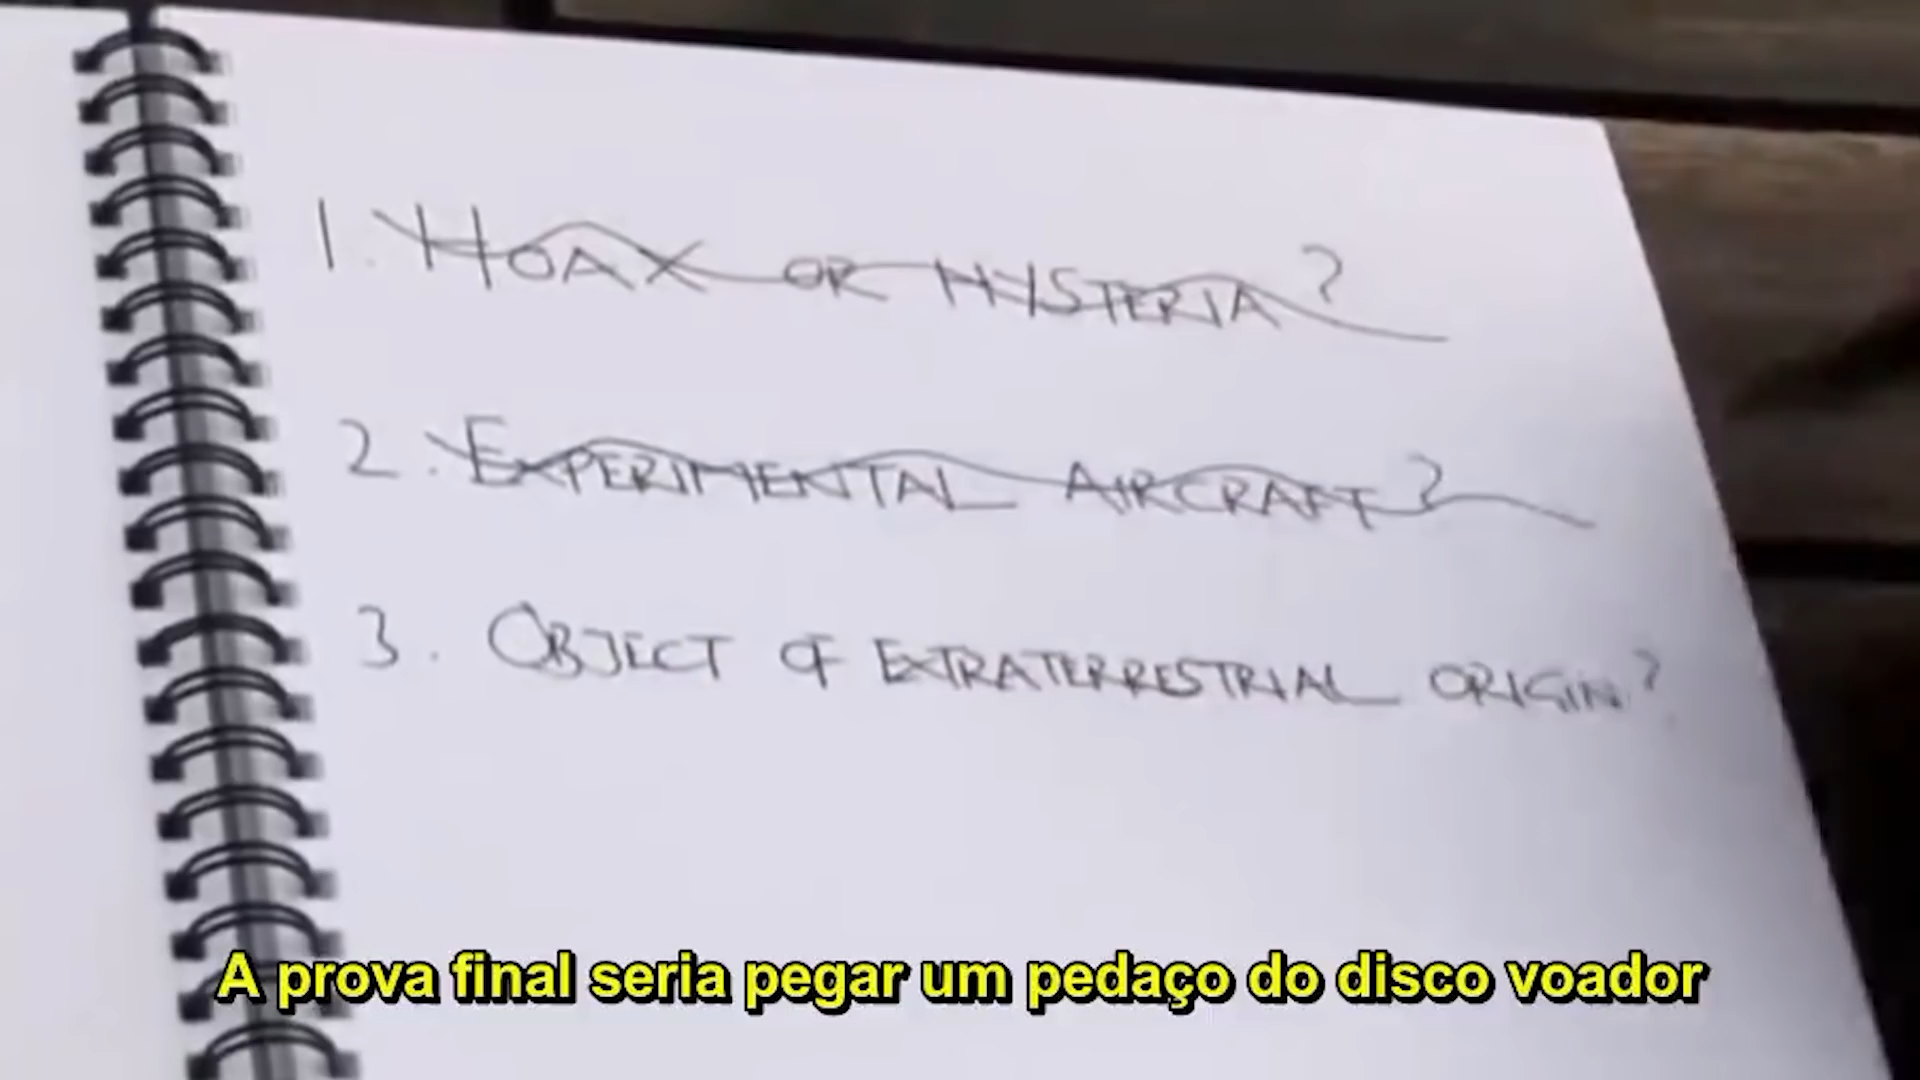 1. HOAX OR HYSTERIA?
2. EXPERIMENTAL AIRCRAFT?
3. OBJECT OF EXTRATERRESTRIAL ORIGIN?
A prova final seria pegar um pedaço do disco voador